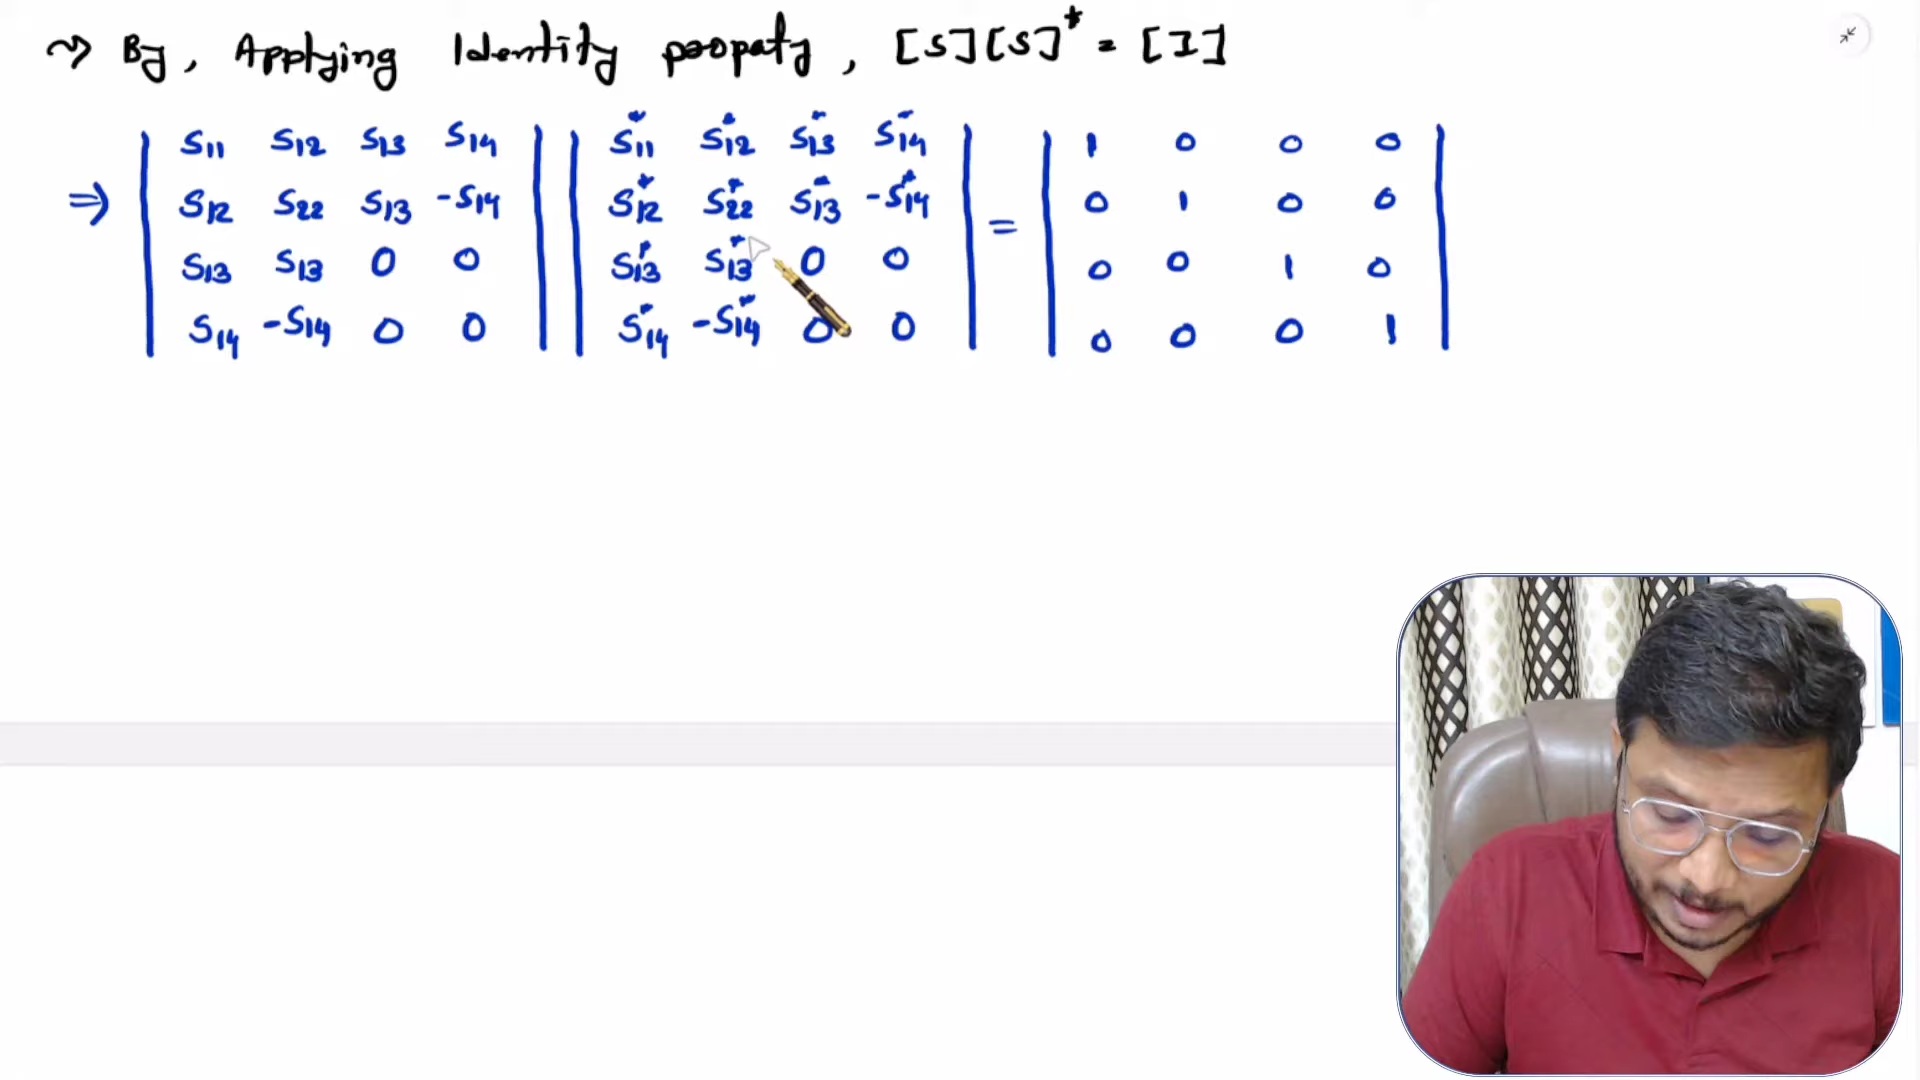 ~> By, Applying Identity propaty, [S][S]* = [I]
=> | S11 S12 S13 S14 | | S11* S12* S13* S14* | = | 1 0 0 0 |
| S12 S22 S13 -S14 | | S12* S22* S13* -S14* | | 0 1 0 0 |
| S13 S13 0 0 | | S13* S13* 0 0 | | 0 0 1 0 |
| S14 -S14 0 0 | | S14* -S14* 0 0 | | 0 0 0 1 |